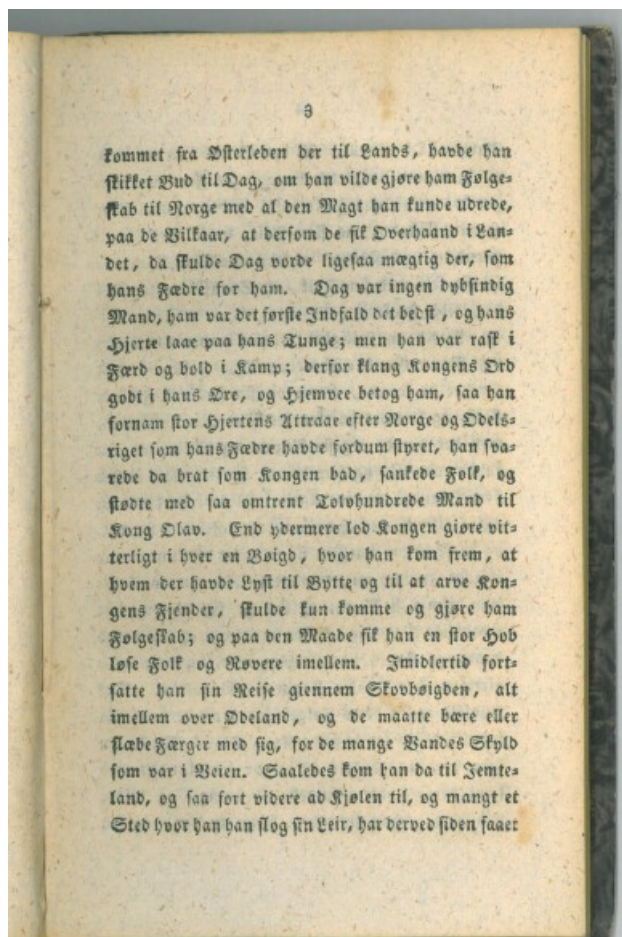 3
kommet fra Østerleden der til Lands, havde han
skikket Bud til Dag, om han vilde gjøre ham Følge-
skab til Norge med al den Magt han kunde udrede,
paa de Vilkaar, at dersom de fik Overhaand i Lan-
det, da skulde Dag vorde ligesaa mægtig der, som
hans Fædre for ham. Dag var ingen dybsindig
Mand, ham var det første Indfald det bedst, og hans
Hjerte laae paa hans Tunge; men han var rask i
Færd og bold i Kamp; derfor klang Kongens Ord
godt i hans Øre, og Hjemvee betog ham, saa han
fornam stor Hjertens Attraae efter Norge og Odels-
riget som hans Fædre havde fordum styret, han sva-
rede da brat som Kongen bad, sankede Folk, og
stødte med saa omtrent Tolvhundrede Mand til
Kong Olav. End ydermere lod Kongen giøre vit-
terligt i hver en Bøigd, hvor han kom frem, at
hvem der havde Lyst til Bytte og til at arve Kon-
gens Fjender, skulde kun komme og gjøre ham
Følgeskab; og paa den Maade fik han en stor Hob
løse Folk og Røvere imellem. Imidlertid fort-
satte han sin Reise giennem Skovbøigden, alt
imellem over Ødeland, og de maatte bære eller
slæbe Færger med sig, for de mange Vandes Skyld
som var i Veien. Saaledes kom han da til Jemte-
land, og saa fort videre ad Kjølen til, og mangt et
Sted hvor han han slog sin Leir, har derved siden faaet